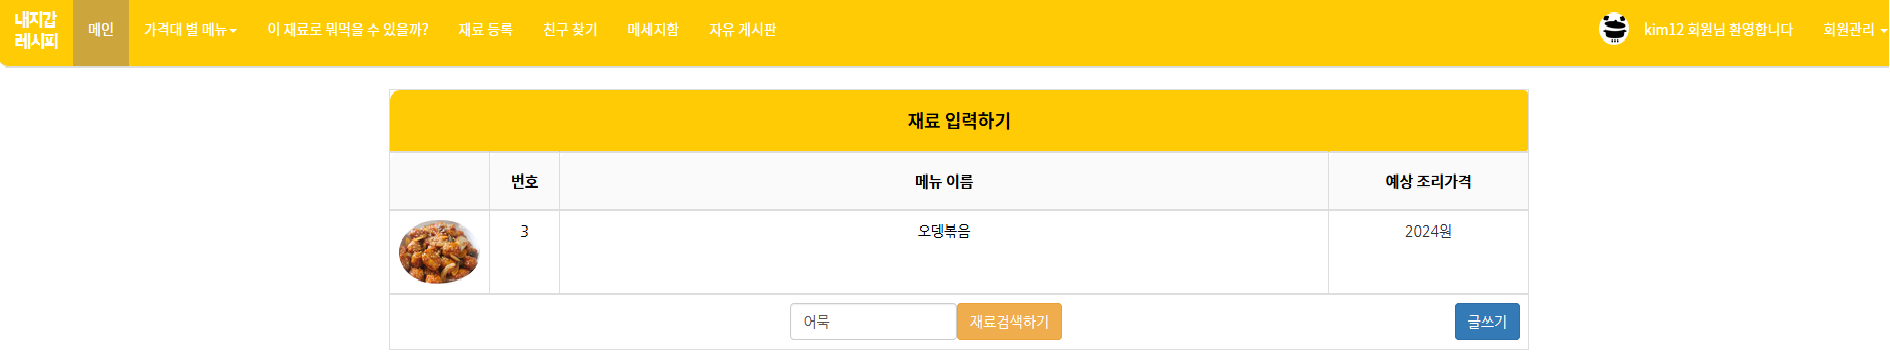 내지갑
레시피
메인
가격대 별 메뉴
이 재료로 뭐먹을 수 있을까?
재료 등록
친구 찾기
메세지함
자유 게시판
kim12 회원님 환영합니다
회원관리
재료 입력하기
번호
메뉴 이름
예상 조리가격
3
오뎅볶음
2024원
어묵
재료검색하기
글쓰기